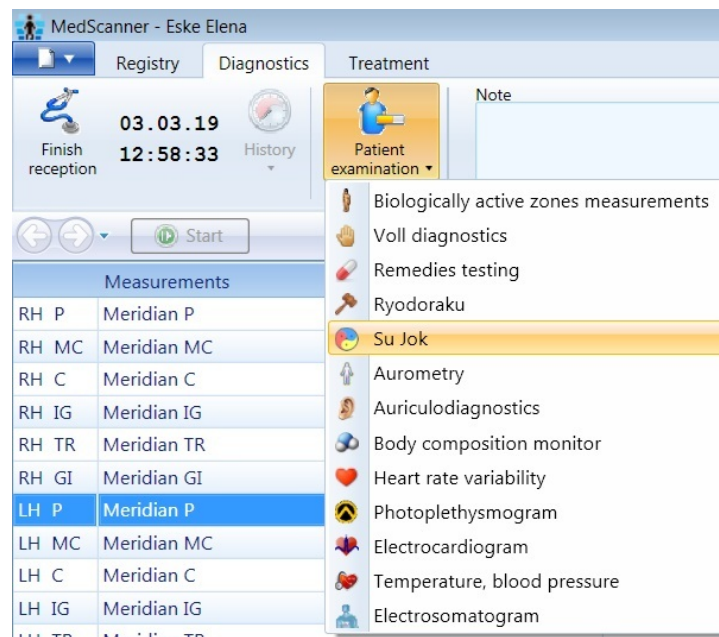 MedScanner - Eske Elena
Registry
Diagnostics
Treatment
Finish
reception
03.03.19
12:58:33
History
Patient
examination
Note
Start
Measurements
RH P Meridian P
RH MC Meridian MC
RH C Meridian C
RH IG Meridian IG
RH TR Meridian TR
RH GI Meridian GI
LH P Meridian P
LH MC Meridian MC
LH C Meridian C
LH IG Meridian IG
Biologically active zones measurements
Voll diagnostics
Remedies testing
Ryodoraku
Su Jok
Aurometry
Auriculodiagnostics
Body composition monitor
Heart rate variability
Photoplethysmogram
Electrocardiogram
Temperature, blood pressure
Electrosomatogram